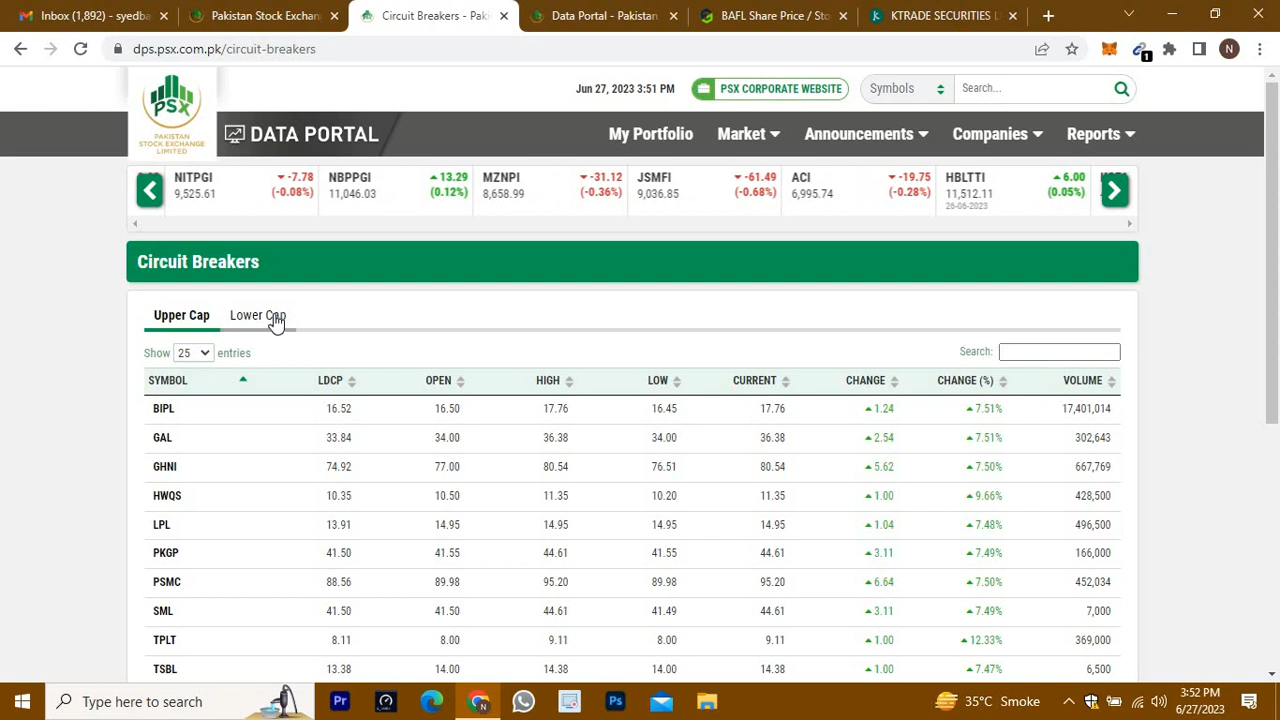 Inbox (1,892) - syedba
Pakistan Stock Exchan
Circuit Breakers - Paki
Data Portal - Pakistan
BAFL Share Price / Sto
KTRADE SECURITIES L
dps.psx.com.pk/circuit-breakers
1
N
PSX
PAKISTAN
STOCK EXCHANGE
LIMITED
Jun 27, 2023 3:51 PM
PSX CORPORATE WEBSITE
Symbols
Search...
DATA PORTAL
My Portfolio
Market
Announcements
Companies
Reports
NITPGI -7.78
9,525.61 (-0.08%)
NBPPGI 13.29
11,046.03 (0.12%)
MZNPI -31.12
8,658.99 (-0.36%)
JSMFI -61.49
9,036.85 (-0.68%)
ACI -19.75
6,995.74 (-0.28%)
HBLTTI 6.00
11,512.11 (0.05%)
26-06-2023
Circuit Breakers
Upper Cap Lower Cap
Show 25 entries
Search:
SYMBOL LDCP OPEN HIGH LOW CURRENT CHANGE CHANGE (%) VOLUME
BIPL 16.52 16.50 17.76 16.45 17.76 1.24 7.51% 17,401,014
GAL 33.84 34.00 36.38 34.00 36.38 2.54 7.51% 302,643
GHNI 74.92 77.00 80.54 76.51 80.54 5.62 7.50% 667,769
HWQS 10.35 10.50 11.35 10.20 11.35 1.00 9.66% 428,500
LPL 13.91 14.95 14.95 14.95 14.95 1.04 7.48% 496,500
PKGP 41.50 41.55 44.61 41.55 44.61 3.11 7.49% 166,000
PSMC 88.56 89.98 95.20 89.98 95.20 6.64 7.50% 452,034
SML 41.50 41.50 44.61 41.49 44.61 3.11 7.49% 7,000
TPLT 8.11 8.00 9.11 8.00 9.11 1.00 12.33% 369,000
TSBL 13.38 14.00 14.38 14.00 14.38 1.00 7.47% 6,500
Type here to search
Pr
Ps
35°C Smoke
3:52 PM
6/27/2023